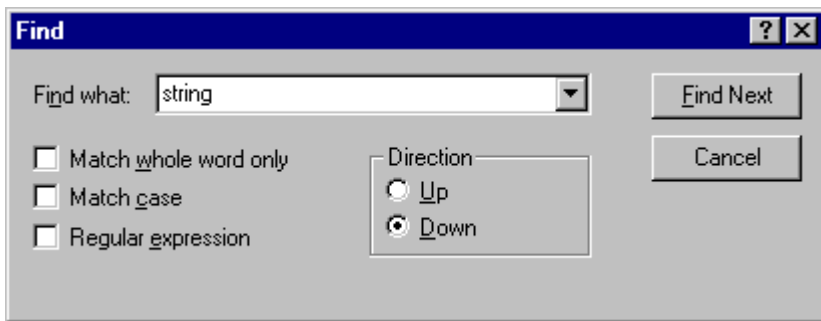 Find
Find what: string
Find Next
Match whole word only
Direction
Cancel
Match case
Up
Regular expression
Down